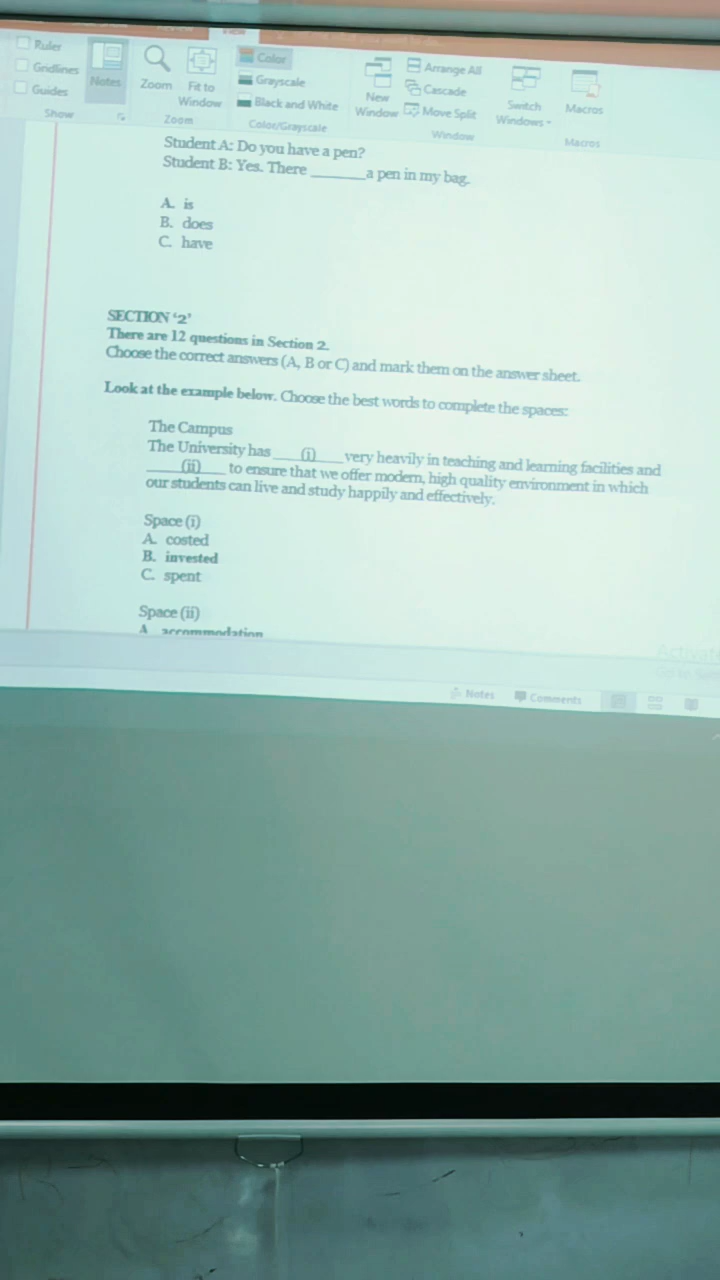 VIEW
Ruler
Gridlines
Guides
Show
Notes
Zoom
Fit to
Window
Zoom
Color
Grayscale
Black and White
Color/Grayscale
New
Window
Arrange All
Cascade
Move Split
Window
Switch
Windows
Macros
Macros
Student A: Do you have a pen?
Student B: Yes. There ______ a pen in my bag.
A. is
B. does
C. have
SECTION ‘2’
There are 12 questions in Section 2.
Choose the correct answers (A, B or C) and mark them on the answer sheet.
Look at the example below. Choose the best words to complete the spaces:
The Campus
The University has ___(i)___ very heavily in teaching and learning facilities and
____(ii)___ to ensure that we offer modern, high quality environment in which
our students can live and study happily and effectively.
Space (i)
A. costed
B. invested
C. spent
Space (ii)
A accommodation
Notes
Comments